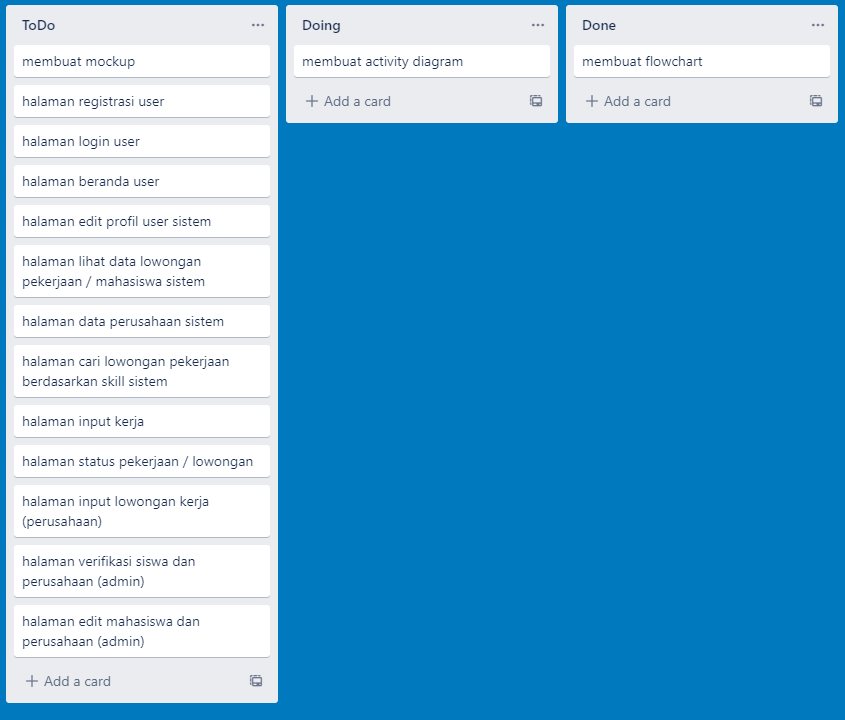 ToDo
membuat mockup
halaman registrasi user
halaman login user
halaman beranda user
halaman edit profil user sistem
halaman lihat data lowongan
pekerjaan / mahasiswa sistem
halaman data perusahaan sistem
halaman cari lowongan pekerjaan
berdasarkan skill sistem
halaman input kerja
halaman status pekerjaan / lowongan
halaman input lowongan kerja
(perusahaan)
halaman verifikasi siswa dan
perusahaan (admin)
halaman edit mahasiswa dan
perusahaan (admin)
Add a card
Doing
membuat activity diagram
Add a card
Done
membuat flowchart
Add a card